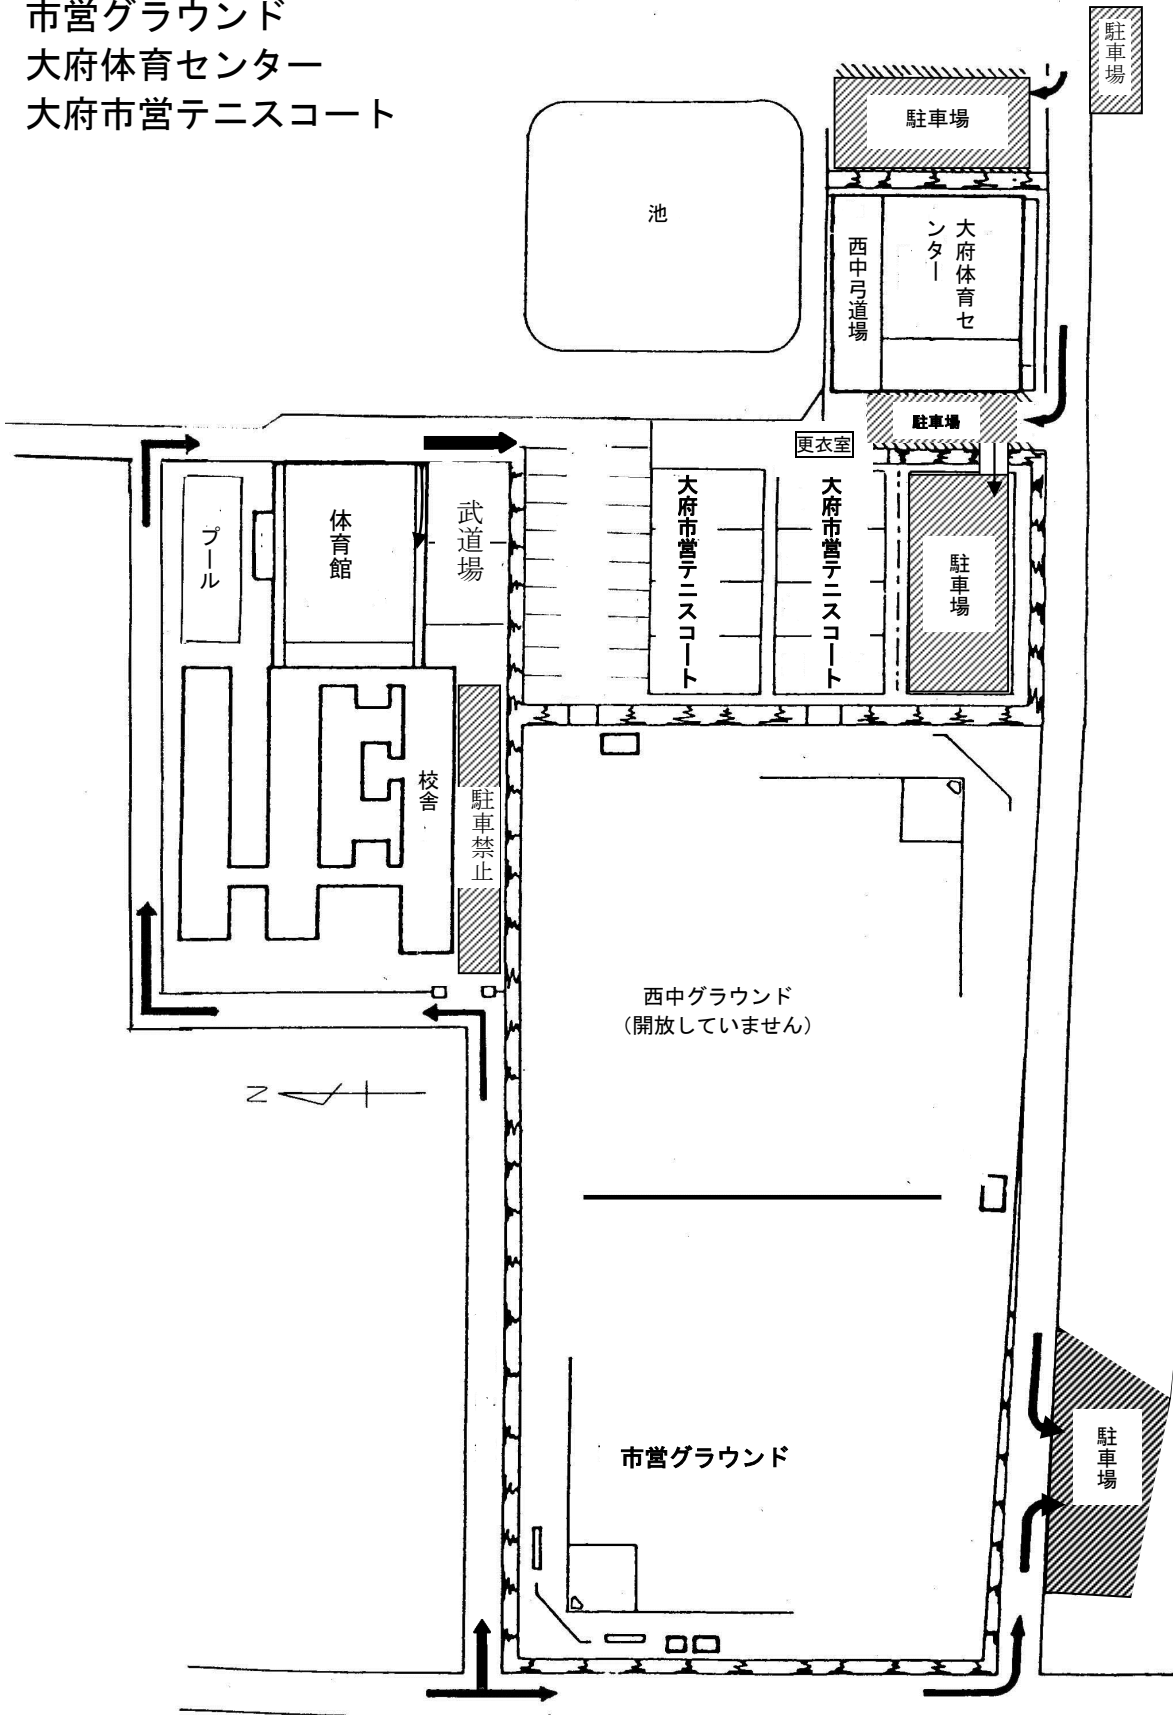 市営グラウンド
大府体育センター
大府市営テニスコート
駐車場
駐車場
池
西中弓道場
大府体育セ
ンター
駐車場
更衣室
プール
体育館
武道場
大府市営テニスコート
大府市営テニスコート
駐車場
校舎
駐車禁止
西中グラウンド
（開放していません）
N
市営グラウンド
駐車場